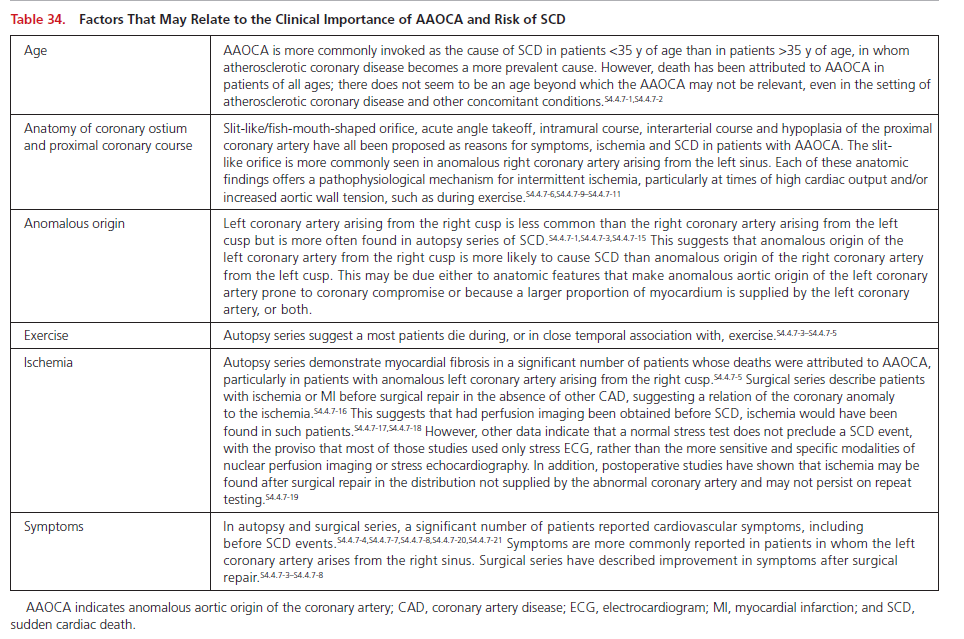 Table 34. Factors That May Relate to the Clinical Importance of AAOCA and Risk of SCD
Age
AAOCA is more commonly invoked as the cause of SCD in patients <35 y of age than in patients >35 y of age, in whom
atherosclerotic coronary disease becomes a more prevalent cause. However, death has been attributed to AAOCA in
patients of all ages; there does not seem to be an age beyond which the AAOCA may not be relevant, even in the setting of
atherosclerotic coronary disease and other concomitant conditions.S4.4.7-1,S4.4.7-2
Anatomy of coronary ostium
and proximal coronary course
Slit-like/fish-mouth-shaped orifice, acute angle takeoff, intramural course, interarterial course and hypoplasia of the proximal
coronary artery have all been proposed as reasons for symptoms, ischemia and SCD in patients with AAOCA. The slit-
like orifice is more commonly seen in anomalous right coronary artery arising from the left sinus. Each of these anatomic
findings offers a pathophysiological mechanism for intermittent ischemia, particularly at times of high cardiac output and/or
increased aortic wall tension, such as during exercise.S4.4.7-6,S4.4.7-9–S4.4.7-11
Anomalous origin
Left coronary artery arising from the right cusp is less common than the right coronary artery arising from the left
cusp but is more often found in autopsy series of SCD.S4.4.7-1,S4.4.7-3,S4.4.7-15 This suggests that anomalous origin of the
left coronary artery from the right cusp is more likely to cause SCD than anomalous origin of the right coronary artery
from the left cusp. This may be due either to anatomic features that make anomalous aortic origin of the left coronary
artery prone to coronary compromise or because a larger proportion of myocardium is supplied by the left coronary
artery, or both.
Exercise
Autopsy series suggest a most patients die during, or in close temporal association with, exercise.S4.4.7-3–S4.4.7-5
Ischemia
Autopsy series demonstrate myocardial fibrosis in a significant number of patients whose deaths were attributed to AAOCA,
particularly in patients with anomalous left coronary artery arising from the right cusp.S4.4.7-5 Surgical series describe patients
with ischemia or MI before surgical repair in the absence of other CAD, suggesting a relation of the coronary anomaly
to the ischemia.S4.4.7-16 This suggests that had perfusion imaging been obtained before SCD, ischemia would have been
found in such patients.S4.4.7-17,S4.4.7-18 However, other data indicate that a normal stress test does not preclude a SCD event,
with the proviso that most of those studies used only stress ECG, rather than the more sensitive and specific modalities of
nuclear perfusion imaging or stress echocardiography. In addition, postoperative studies have shown that ischemia may be
found after surgical repair in the distribution not supplied by the abnormal coronary artery and may not persist on repeat
testing.S4.4.7-19
Symptoms
In autopsy and surgical series, a significant number of patients reported cardiovascular symptoms, including
before SCD events.S4.4.7-4,S4.4.7-7,S4.4.7-8,S4.4.7-20,S4.4.7-21 Symptoms are more commonly reported in patients in whom the left
coronary artery arises from the right sinus. Surgical series have described improvement in symptoms after surgical
repair.S4.4.7-3–S4.4.7-8
AAOCA indicates anomalous aortic origin of the coronary artery; CAD, coronary artery disease; ECG, electrocardiogram; MI, myocardial infarction; and SCD,
sudden cardiac death.